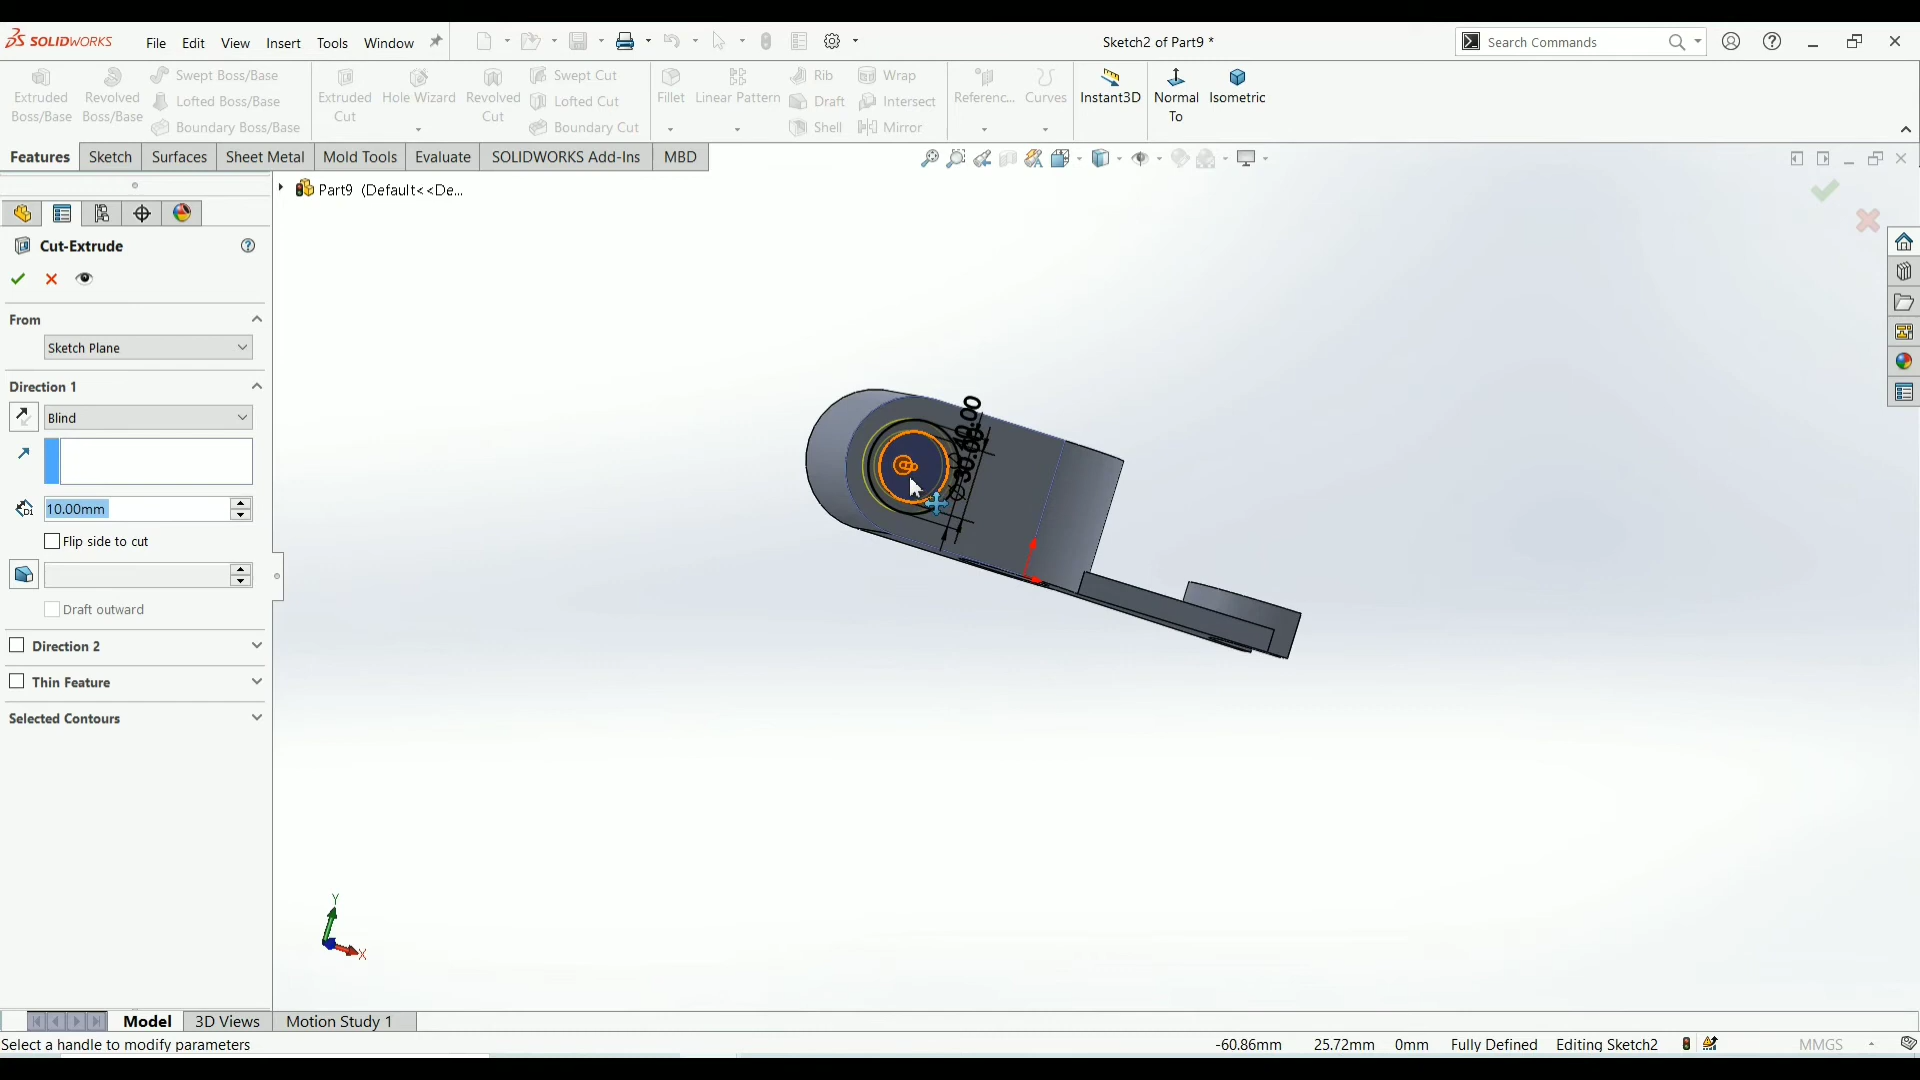 SOLIDWORKS File Edit View Insert Tools Window Sketch2 of Part9 * Search Commands
Extruded Boss/Base
Revolved Boss/Base
Swept Boss/Base
Lofted Boss/Base
Boundary Boss/Base
Extruded Cut
Hole Wizard
Revolved Cut
Swept Cut
Lofted Cut
Boundary Cut
Fillet
Linear Pattern
Rib
Draft
Shell
Wrap
Intersect
Mirror
Referenc...
Curves
Instant3D
Normal To
Isometric
Features Sketch Surfaces Sheet Metal Mold Tools Evaluate SOLIDWORKS Add-Ins MBD
Part9 (Default<<De...
Cut-Extrude
From
Sketch Plane
Direction 1
Blind
D1
10.00mm
Flip side to cut
Draft outward
Direction 2
Thin Feature
Selected Contours
Y
X
Model 3D Views Motion Study 1
Select a handle to modify parameters -60.86mm 25.72mm 0mm Fully Defined Editing Sketch2 MMGS